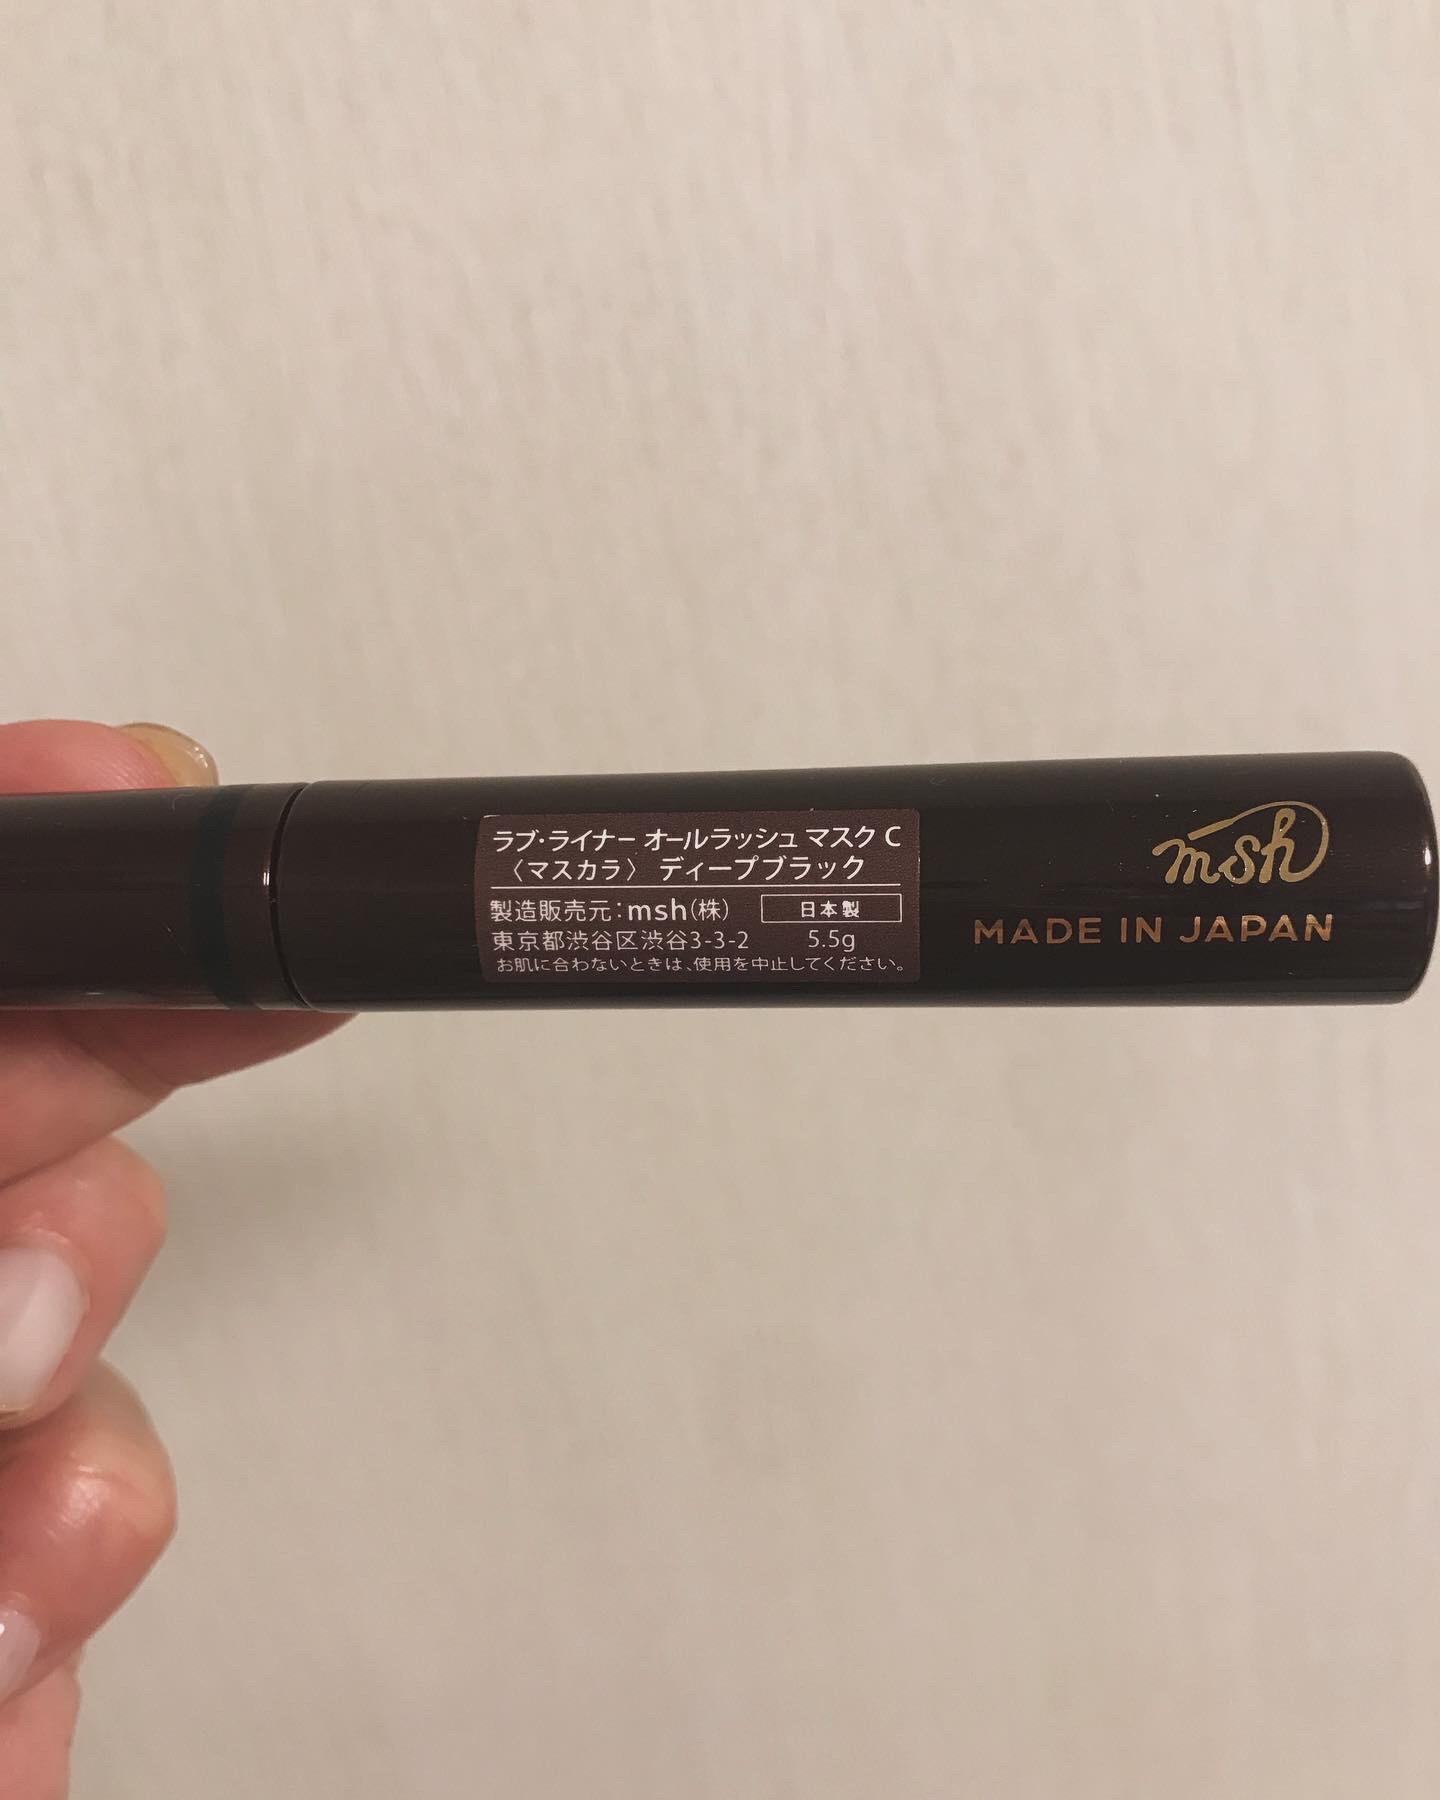 ラブ・ライナー オールラッシュ マスク C
〈マスカラ〉 ディープブラック
製造販売元:msh(株) 日本製
東京都渋谷区渋谷3-3-2 5.5g
お肌に合わないときは、使用を中止してください。
msh
MADE IN JAPAN